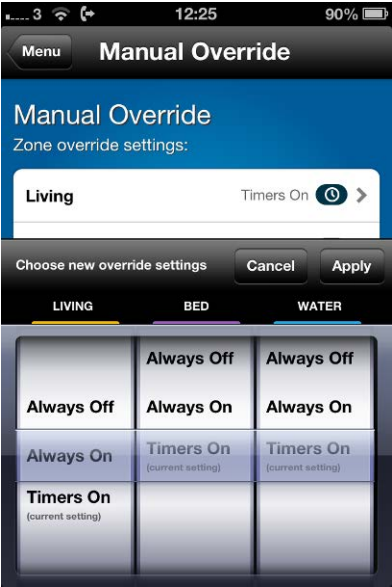 3 12:25 90%
Menu Manual Override
Manual Override
Zone override settings:
Living Timers On
Choose new override settings Cancel Apply
LIVING BED WATER
Always Off Always Off
Always Off Always On Always On
Always On Timers On Timers On
(current setting) (current setting)
Timers On
(current setting)